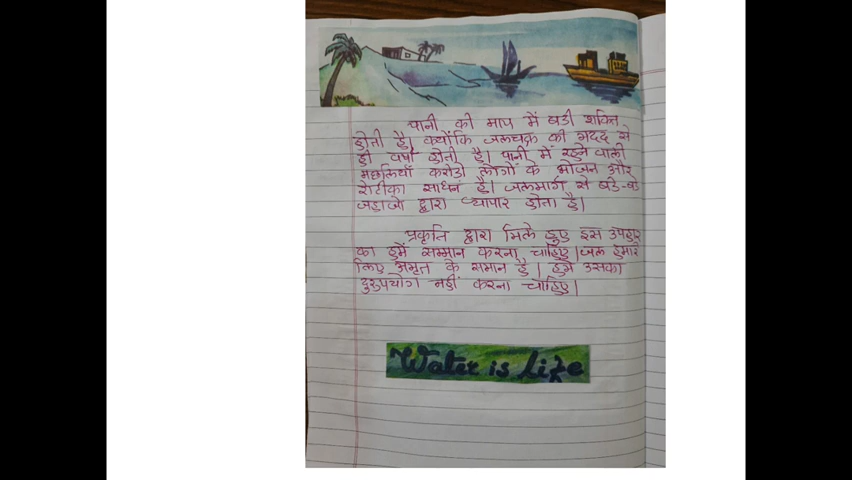 पानी की माप में बडी शक्ति
होती है। क्योंकि जलचक्र की मदद से
ही वर्षा होती है। पानी में रहने वाली
मछलियाँ करोडो लोगों के भोजन और
रोटीका साधन है। जलमार्ग से बडे-बडे
जहाजो द्वारा व्यापार होता है।
प्रकृति द्वारा मिले हुए इस उपहार
का हमें सम्मान करना चाहिए। जल हमारे
लिए अमृत के समान है। हमें उसका
दुरुपयोग नहीं करना चाहिए।
Water is life